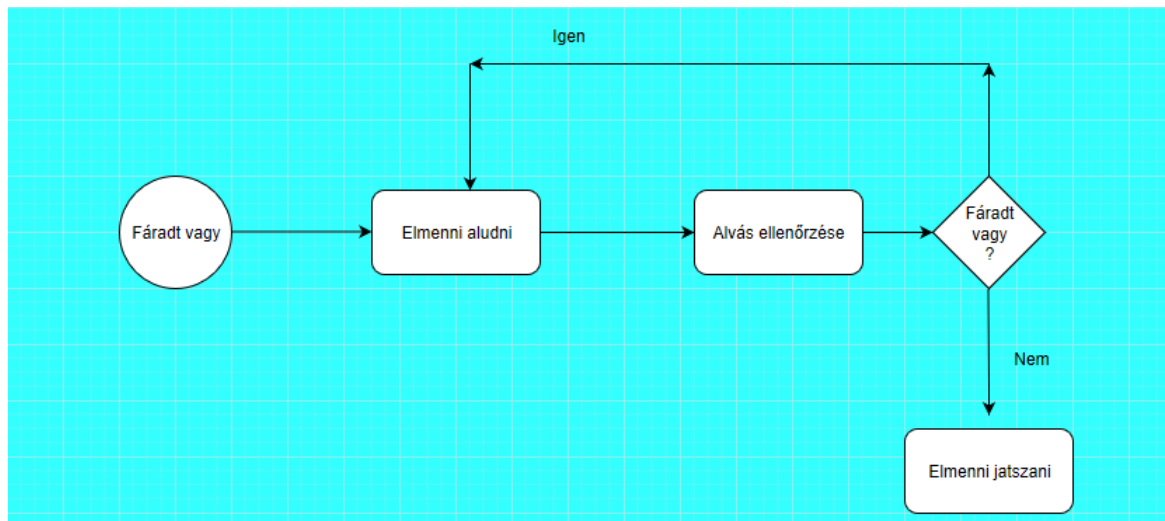 Igen
Fáradt vagy
Elmenni aludni
Alvás ellenőrzése
Fáradt
vagy
?
Nem
Elmenni jatszani